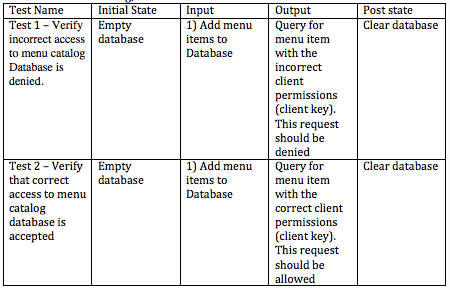 Test Name
Initial State
Input
Output
Post state
Test 1 – Verify
incorrect access
to menu catalog
Database is
denied.
Empty
database
1) Add menu
items to
Database
Query for
menu item
with the
incorrect
client
permissions
(client key).
This request
should be
denied
Clear database
Test 2 – Verify
that correct
access to menu
catalog
database is
accepted
Empty
database
1) Add menu
items to
Database
Query for
menu item
with the
correct client
permissions
(client key).
This request
should be
allowed
Clear database